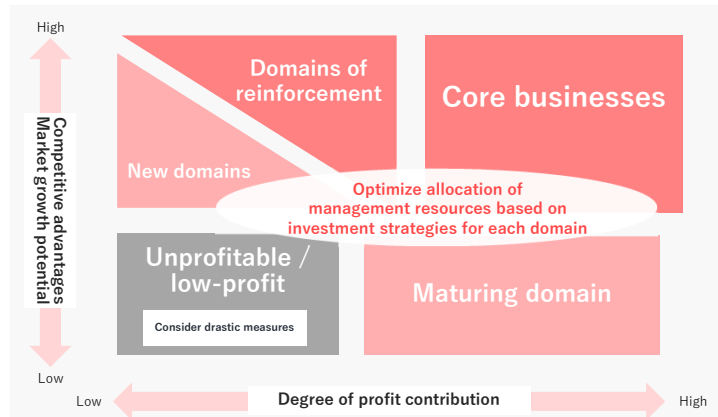 High
Competitive advantages
Market growth potential
Low
Domains of
reinforcement
New domains
Core businesses
Optimize allocation of
management resources based on
investment strategies for each domain
Unprofitable /
low-profit
Consider drastic measures
Maturing domain
Low
Degree of profit contribution
High